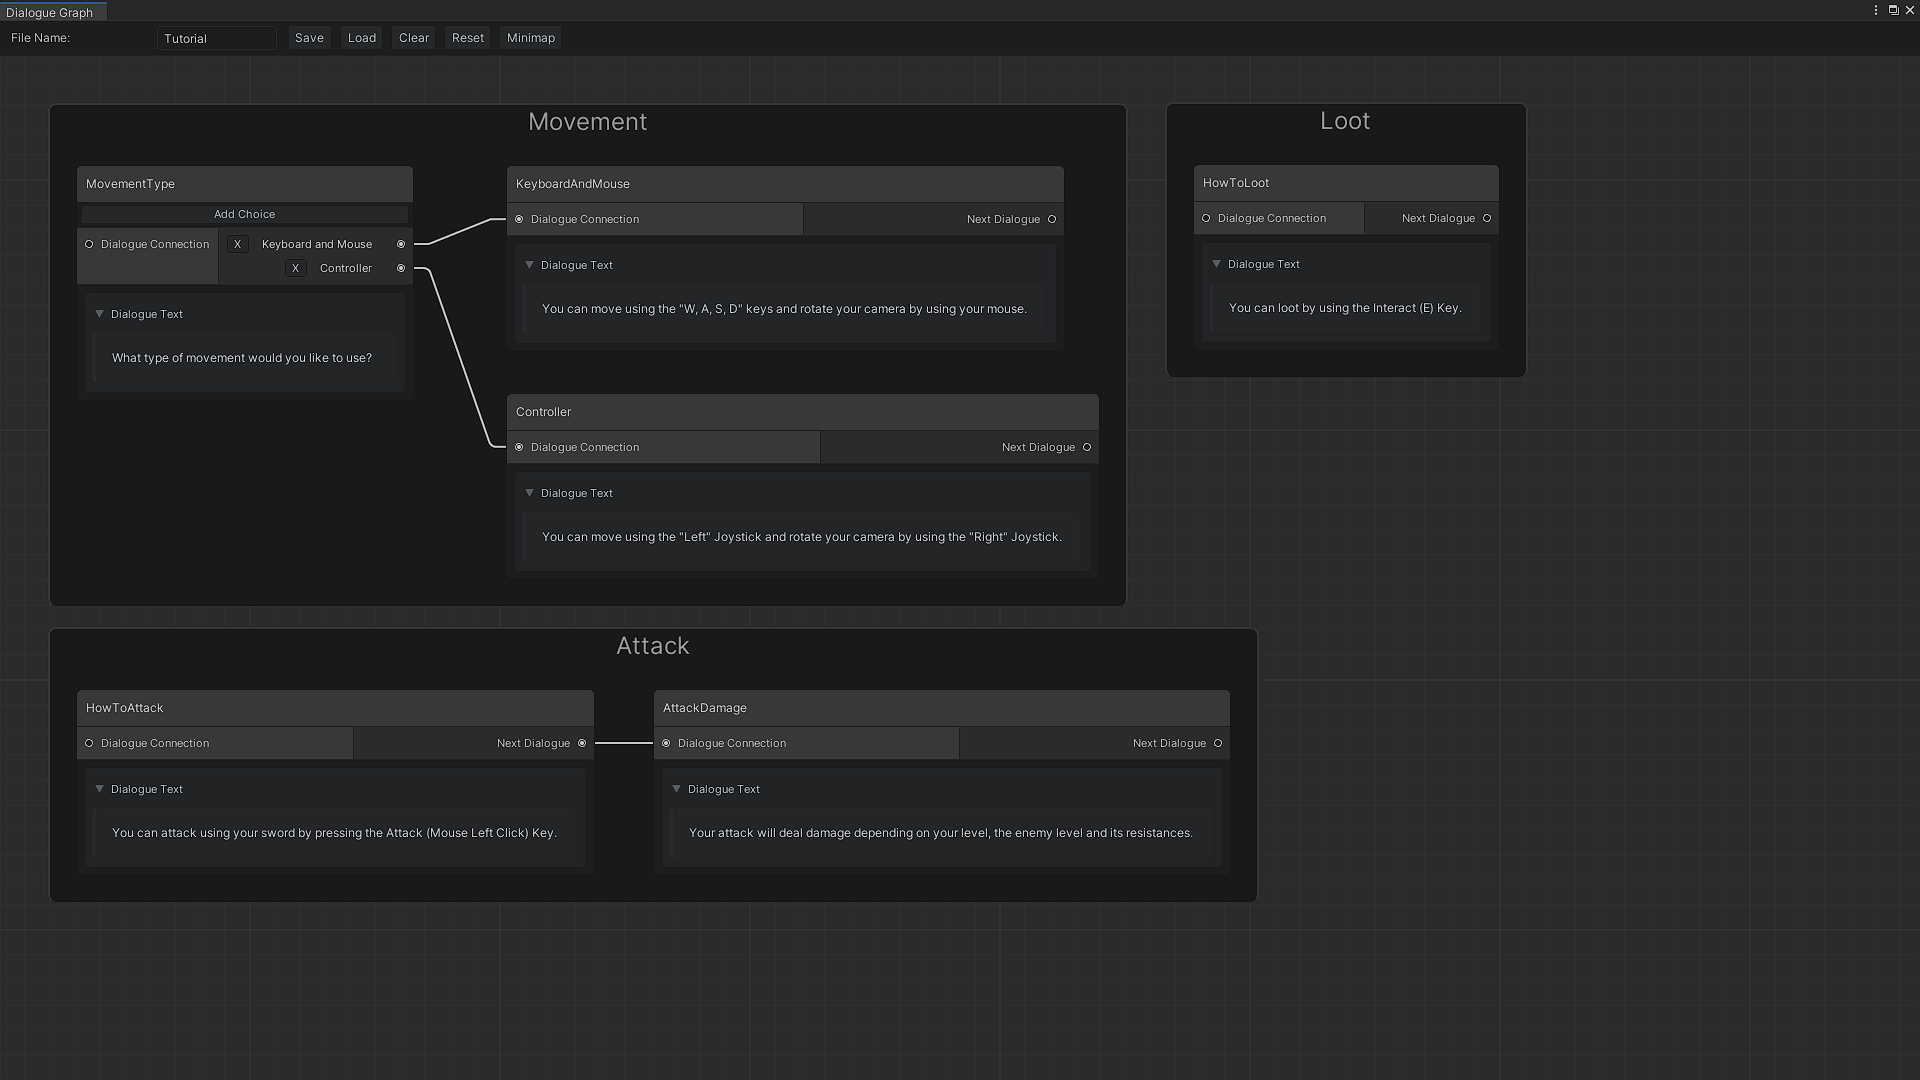 Dialogue Graph
File Name:
Tutorial
Save
Load
Clear
Reset
Minimap
Movement
MovementType
Add Choice
Dialogue Connection
X
Keyboard and Mouse
X
Controller
Dialogue Text
What type of movement would you like to use?
KeyboardAndMouse
Dialogue Connection
Next Dialogue
Dialogue Text
You can move using the "W, A, S, D" keys and rotate your camera by using your mouse.
Controller
Dialogue Connection
Next Dialogue
Dialogue Text
You can move using the "Left" Joystick and rotate your camera by using the "Right" Joystick.
Loot
HowToLoot
Dialogue Connection
Next Dialogue
Dialogue Text
You can loot by using the Interact (E) Key.
Attack
HowToAttack
Dialogue Connection
Next Dialogue
Dialogue Text
You can attack using your sword by pressing the Attack (Mouse Left Click) Key.
AttackDamage
Dialogue Connection
Next Dialogue
Dialogue Text
Your attack will deal damage depending on your level, the enemy level and its resistances.